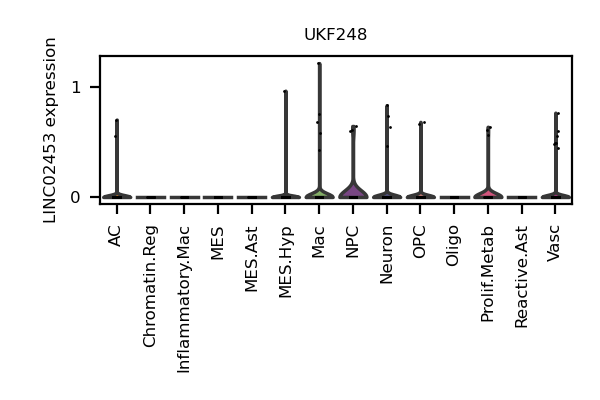 UKF248
LINC02453 expression
1
0
AC
Chromatin.Reg
Inflammatory.Mac
MES
MES.Ast
MES.Hyp
Mac
NPC
Neuron
OPC
Oligo
Prolif.Metab
Reactive.Ast
Vasc